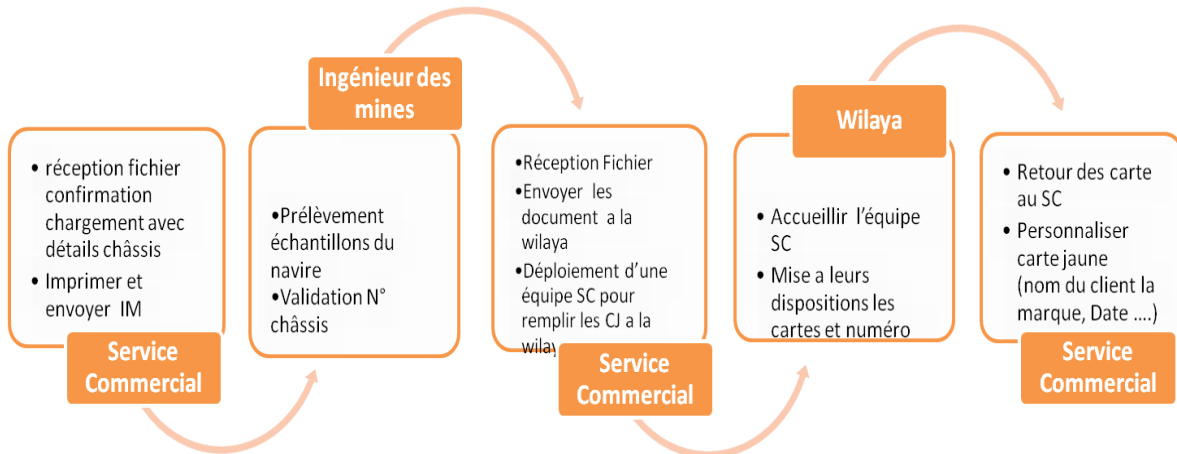 • réception fichier
confirmation
chargement avec
détails châssis
• Imprimer et
envoyer IM
Service
Commercial
Ingénieur des
mines
•Prélèvement
échantillons du
navire
•Validation N°
châssis
•Réception Fichier
•Envoyer les
document a la
wilaya
•Déploiement d’une
équipe SC pour
remplir les CJ a la
Service
Commercial
Wilaya
• Accueillir l’équipe
SC
• Mise a leurs
dispositions les
cartes et numéro
• Retour des carte
au SC
• Personnaliser
carte jaune
(nom du client la
marque, Date ....)
Service
Commercial